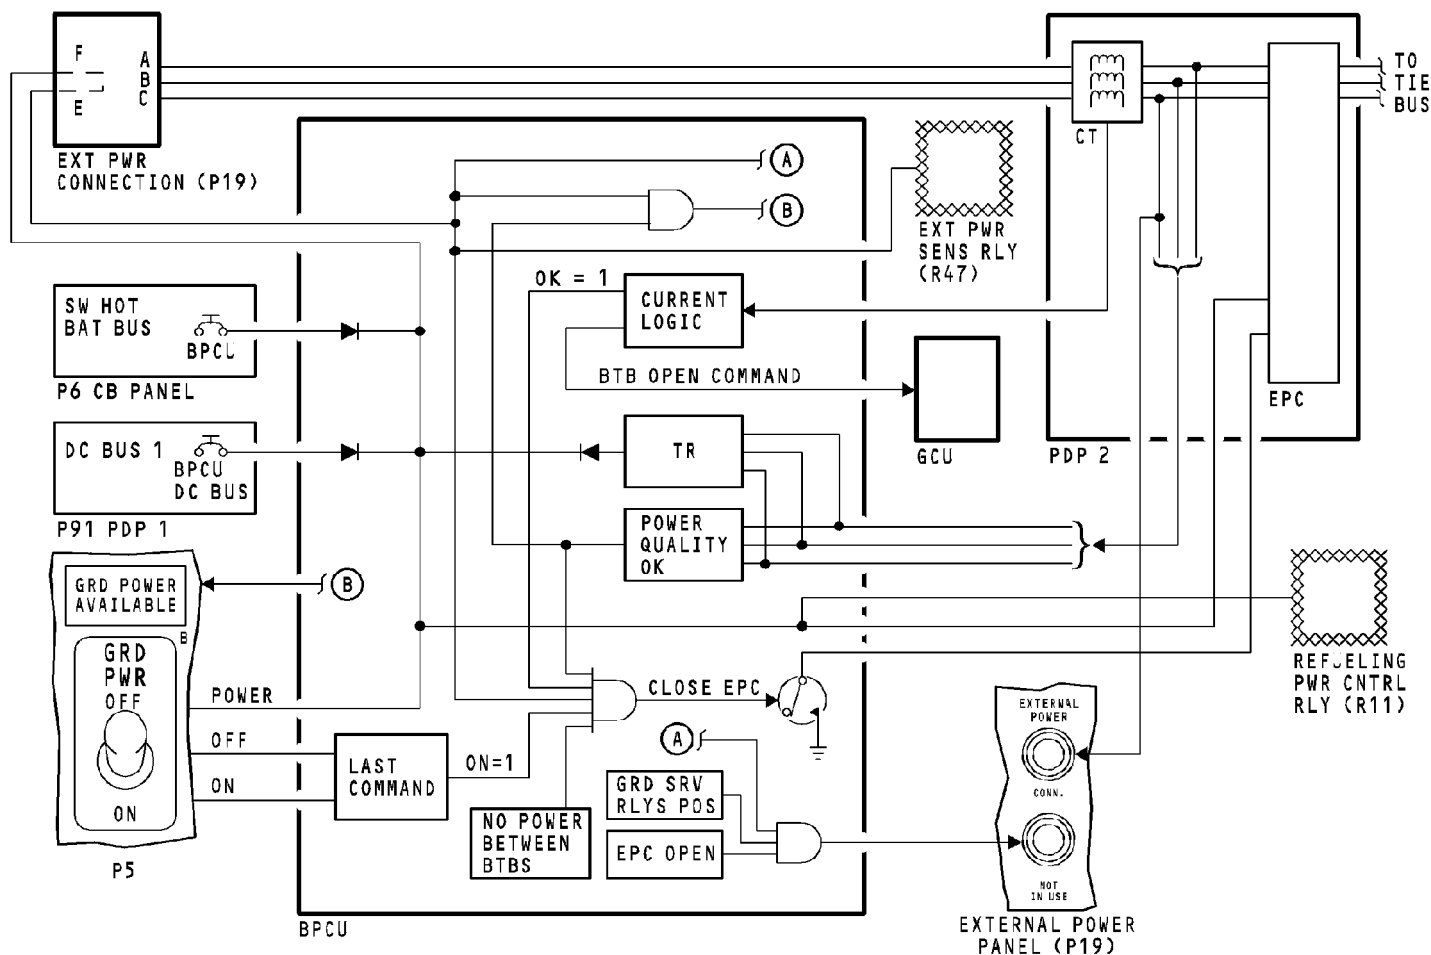 F
A
B
C
E
EXT PWR
CONNECTION (P19)
CT
TO
TIE
BUS
EPC
PDP 2
A
B
EXT PWR
SENS RLY
(R47)
OK = 1
CURRENT
LOGIC
BTB OPEN COMMAND
GCU
SW HOT
BAT BUS
BPCU
P6 CB PANEL
DC BUS 1
BPCU
DC BUS
P91 PDP 1
TR
POWER
QUALITY
OK
GRD POWER
AVAILABLE
B
B
GRD
PWR
OFF
ON
P5
POWER
OFF
ON
LAST
COMMAND
ON=1
CLOSE EPC
NO POWER
BETWEEN
BTBS
A
GRD SRV
RLYS POS
EPC OPEN
BPCU
REFUELING
PWR CNTRL
RLY (R11)
EXTERNAL
POWER
CONN.
NOT
IN USE
EXTERNAL POWER
PANEL (P19)